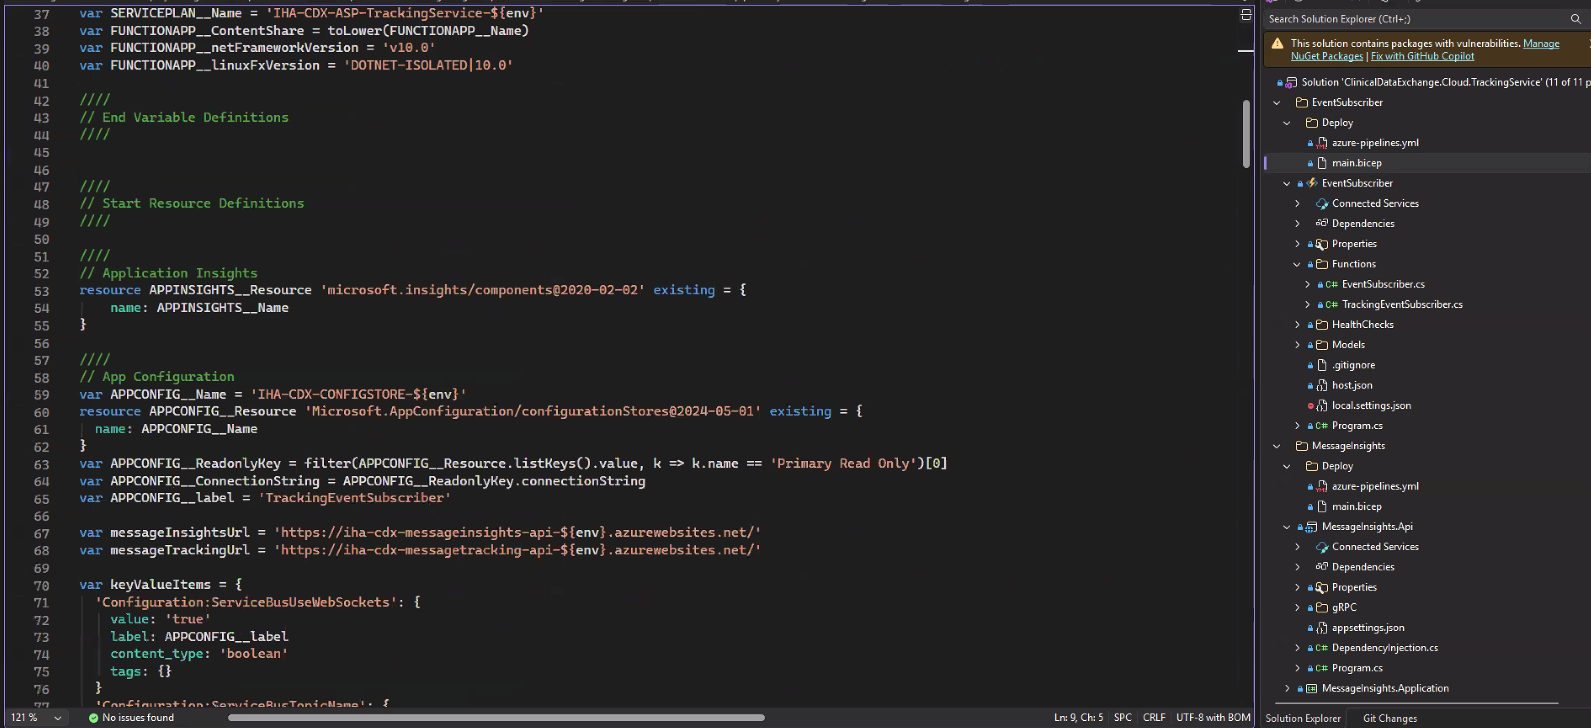 37 var SERVICEPLAN__Name = 'IHA-CDX-ASP-TrackingService-${env}'
38 var FUNCTIONAPP__ContentShare = toLower(FUNCTIONAPP__Name)
39 var FUNCTIONAPP__netFrameworkVersion = 'v10.0'
40 var FUNCTIONAPP__linuxFxVersion = 'DOTNET-ISOLATED|10.0'
41
42 ////
43 // End Variable Definitions
44 ////
45
46
47 ////
48 // Start Resource Definitions
49 ////
50
51 ////
52 // Application Insights
53 resource APPINSIGHTS__Resource 'microsoft.insights/components@2020-02-02' existing = {
54 name: APPINSIGHTS__Name
55 }
56
57 ////
58 // App Configuration
59 var APPCONFIG__Name = 'IHA-CDX-CONFIGSTORE-${env}'
60 resource APPCONFIG__Resource 'Microsoft.AppConfiguration/configurationStores@2024-05-01' existing = {
61 name: APPCONFIG__Name
62 }
63 var APPCONFIG__ReadonlyKey = filter(APPCONFIG__Resource.listKeys().value, k => k.name == 'Primary Read Only')[0]
64 var APPCONFIG__ConnectionString = APPCONFIG__ReadonlyKey.connectionString
65 var APPCONFIG__label = 'TrackingEventSubscriber'
66
67 var messageInsightsUrl = 'https://iha-cdx-messageinsights-api-${env}.azurewebsites.net/'
68 var messageTrackingUrl = 'https://iha-cdx-messagetracking-api-${env}.azurewebsites.net/'
69
70 var keyValueItems = {
71 'Configuration:ServiceBusUseWebSockets': {
72 value: 'true'
73 label: APPCONFIG__label
74 content_type: 'boolean'
75 tags: {}
76 }
77 'Configuration:ServiceBusTopicName': {
121 %
No issues found
Ln: 9, Ch: 5
SPC
CRLF
UTF-8 with BOM
Search Solution Explorer (Ctrl+;)
This solution contains packages with vulnerabilities. Manage
NuGet Packages | Fix with GitHub Copilot
Solution 'ClinicalDataExchange.Cloud.TrackingService' (11 of 11 p
EventSubscriber
Deploy
azure-pipelines.yml
main.bicep
EventSubscriber
Connected Services
Dependencies
Properties
Functions
C# EventSubscriber.cs
C# TrackingEventSubscriber.cs
HealthChecks
Models
.gitignore
host.json
local.settings.json
C# Program.cs
MessageInsights
Deploy
azure-pipelines.yml
main.bicep
MessageInsights.Api
Connected Services
Dependencies
Properties
gRPC
appsettings.json
C# DependencyInjection.cs
C# Program.cs
MessageInsights.Application
Solution Explorer
Git Changes